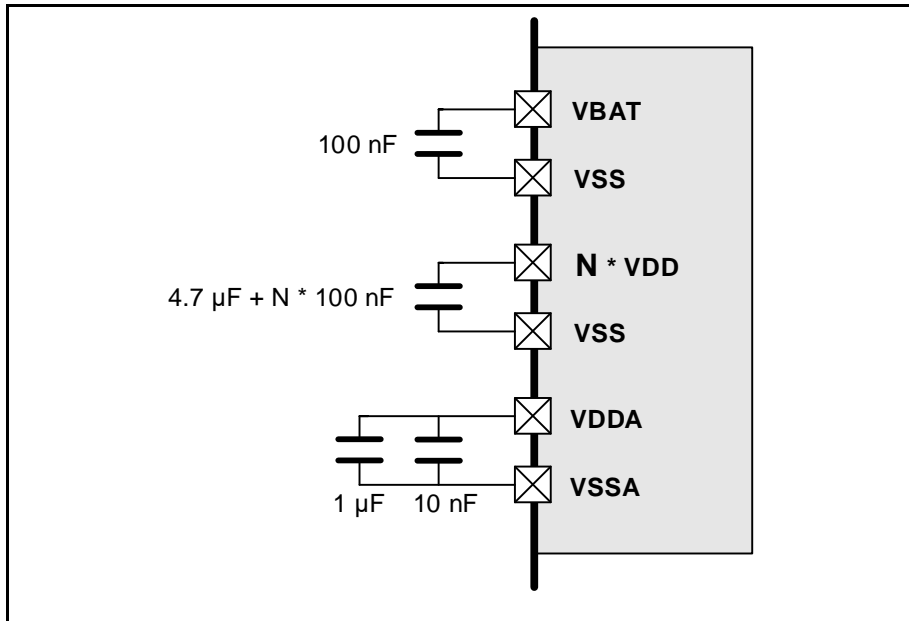 VBAT
100 nF
VSS
N * VDD
4.7 µF + N * 100 nF
VSS
VDDA
1 µF 10 nF
VSSA